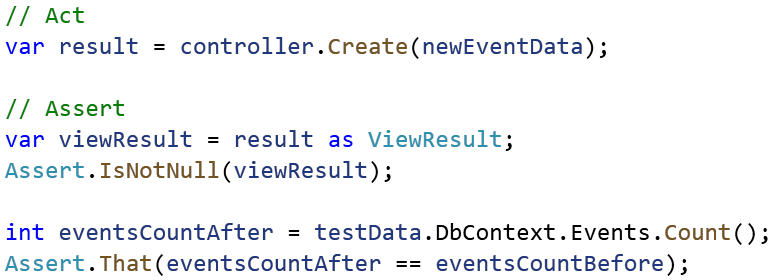 // Act
var result = controller.Create(newEventData);
// Assert
var viewResult = result as ViewResult;
Assert.IsNotNull(viewResult);
int eventsCountAfter = testData.DbContext.Events.Count();
Assert.That(eventsCountAfter == eventsCountBefore);